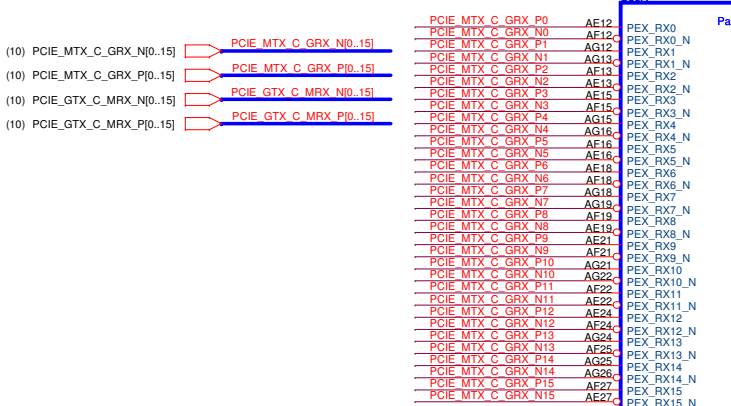 (10) PCIE_MTX_C_GRX_N[0..15] PCIE_MTX_C_GRX_N[0..15]
(10) PCIE_MTX_C_GRX_P[0..15] PCIE_MTX_C_GRX_P[0..15]
(10) PCIE_GTX_C_MRX_N[0..15] PCIE_GTX_C_MRX_N[0..15]
(10) PCIE_GTX_C_MRX_P[0..15] PCIE_GTX_C_MRX_P[0..15]
Pa
PCIE_MTX_C_GRX_P0 AE12 PEX_RX0
PCIE_MTX_C_GRX_N0 AF12 PEX_RX0_N
PCIE_MTX_C_GRX_P1 AG12 PEX_RX1
PCIE_MTX_C_GRX_N1 AG13 PEX_RX1_N
PCIE_MTX_C_GRX_P2 AF13 PEX_RX2
PCIE_MTX_C_GRX_N2 AE13 PEX_RX2_N
PCIE_MTX_C_GRX_P3 AE15 PEX_RX3
PCIE_MTX_C_GRX_N3 AF15 PEX_RX3_N
PCIE_MTX_C_GRX_P4 AG15 PEX_RX4
PCIE_MTX_C_GRX_N4 AG16 PEX_RX4_N
PCIE_MTX_C_GRX_P5 AF16 PEX_RX5
PCIE_MTX_C_GRX_N5 AE16 PEX_RX5_N
PCIE_MTX_C_GRX_P6 AE18 PEX_RX6
PCIE_MTX_C_GRX_N6 AF18 PEX_RX6_N
PCIE_MTX_C_GRX_P7 AG18 PEX_RX7
PCIE_MTX_C_GRX_N7 AG19 PEX_RX7_N
PCIE_MTX_C_GRX_P8 AF19 PEX_RX8
PCIE_MTX_C_GRX_N8 AE19 PEX_RX8_N
PCIE_MTX_C_GRX_P9 AE21 PEX_RX9
PCIE_MTX_C_GRX_N9 AF21 PEX_RX9_N
PCIE_MTX_C_GRX_P10 AG21 PEX_RX10
PCIE_MTX_C_GRX_N10 AG22 PEX_RX10_N
PCIE_MTX_C_GRX_P11 AF22 PEX_RX11
PCIE_MTX_C_GRX_N11 AE22 PEX_RX11_N
PCIE_MTX_C_GRX_P12 AE24 PEX_RX12
PCIE_MTX_C_GRX_N12 AF24 PEX_RX12_N
PCIE_MTX_C_GRX_P13 AG24 PEX_RX13
PCIE_MTX_C_GRX_N13 AF25 PEX_RX13_N
PCIE_MTX_C_GRX_P14 AG25 PEX_RX14
PCIE_MTX_C_GRX_N14 AG26 PEX_RX14_N
PCIE_MTX_C_GRX_P15 AF27 PEX_RX15
PCIE_MTX_C_GRX_N15 AE27 PEX_RX15_N